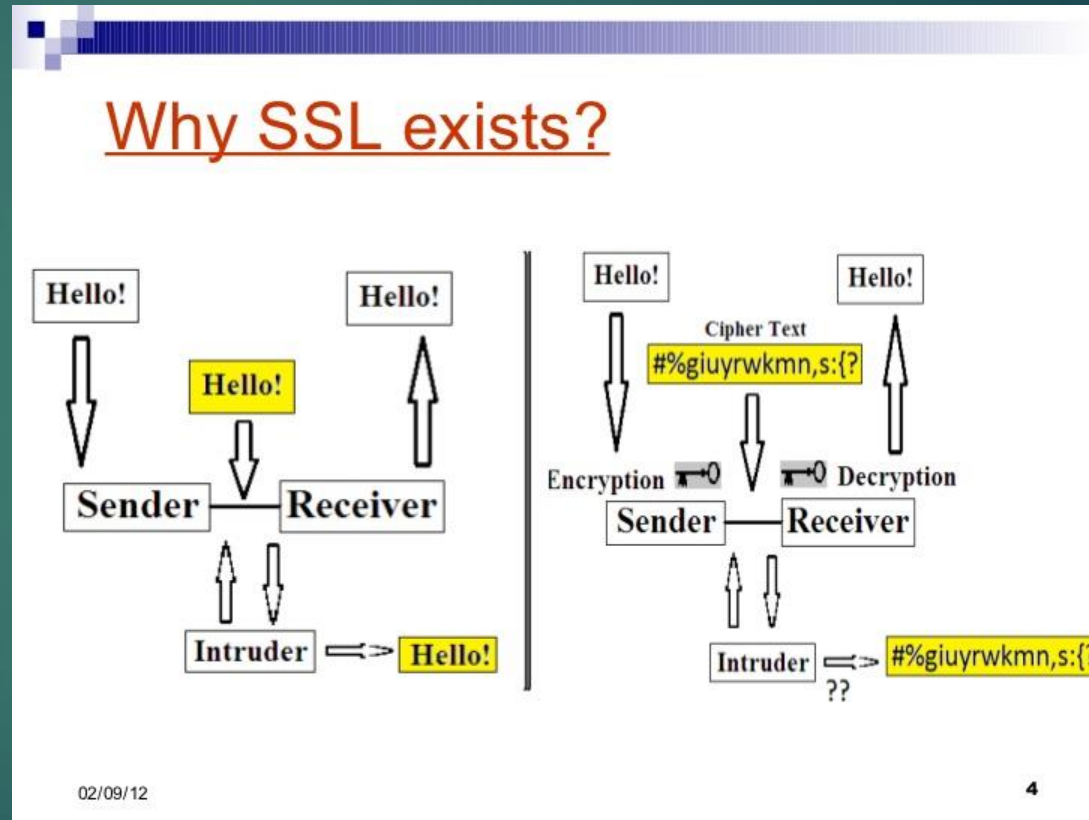 Why SSL exists?
Hello!
Hello!
Hello!
Sender
Receiver
Intruder
Hello!
Hello!
Hello!
Cipher Text
#%giuyrwkmn,s:{?
Encryption
Decryption
Sender
Receiver
Intruder
??
#%giuyrwkmn,s:{?
02/09/12
4